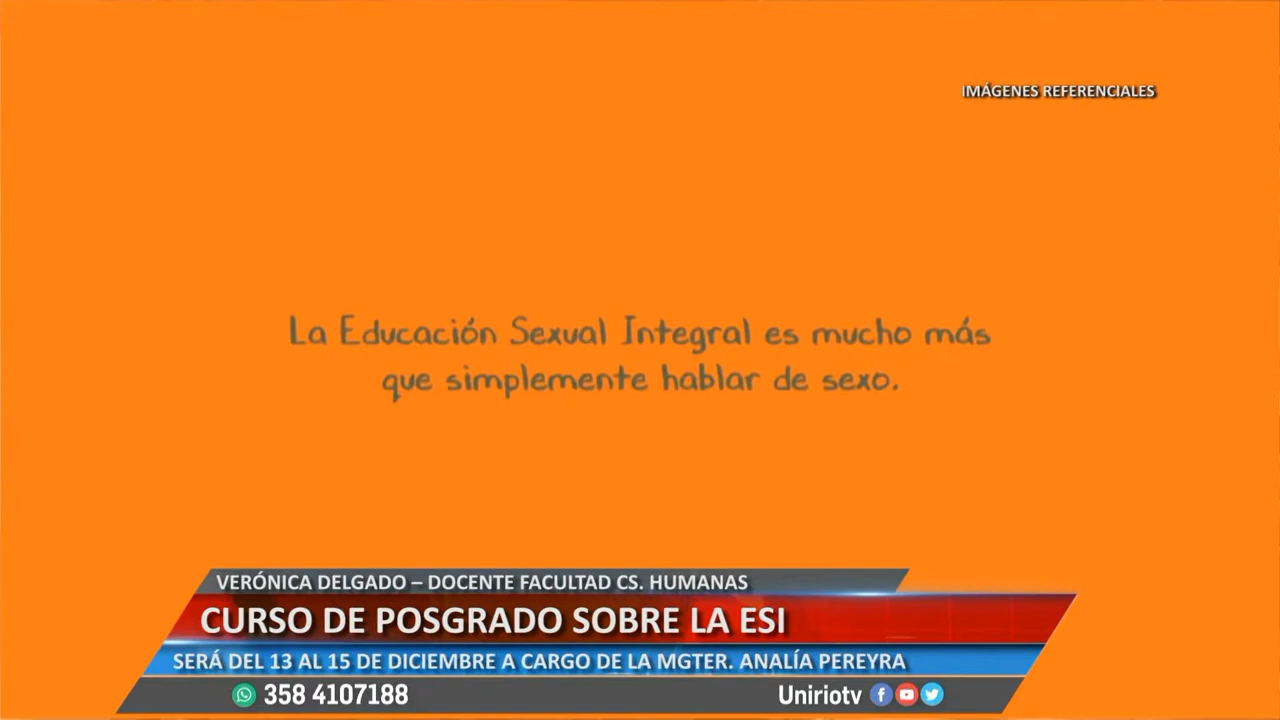 IMÁGENES REFERENCIALES
La Educación Sexual Integral es mucho más
que simplemente hablar de sexo.
VERÓNICA DELGADO – DOCENTE FACULTAD CS. HUMANAS
CURSO DE POSGRADO SOBRE LA ESI
SERÁ DEL 13 AL 15 DE DICIEMBRE A CARGO DE LA MGTER. ANALÍA PEREYRA
358 4107188 Uniriotv